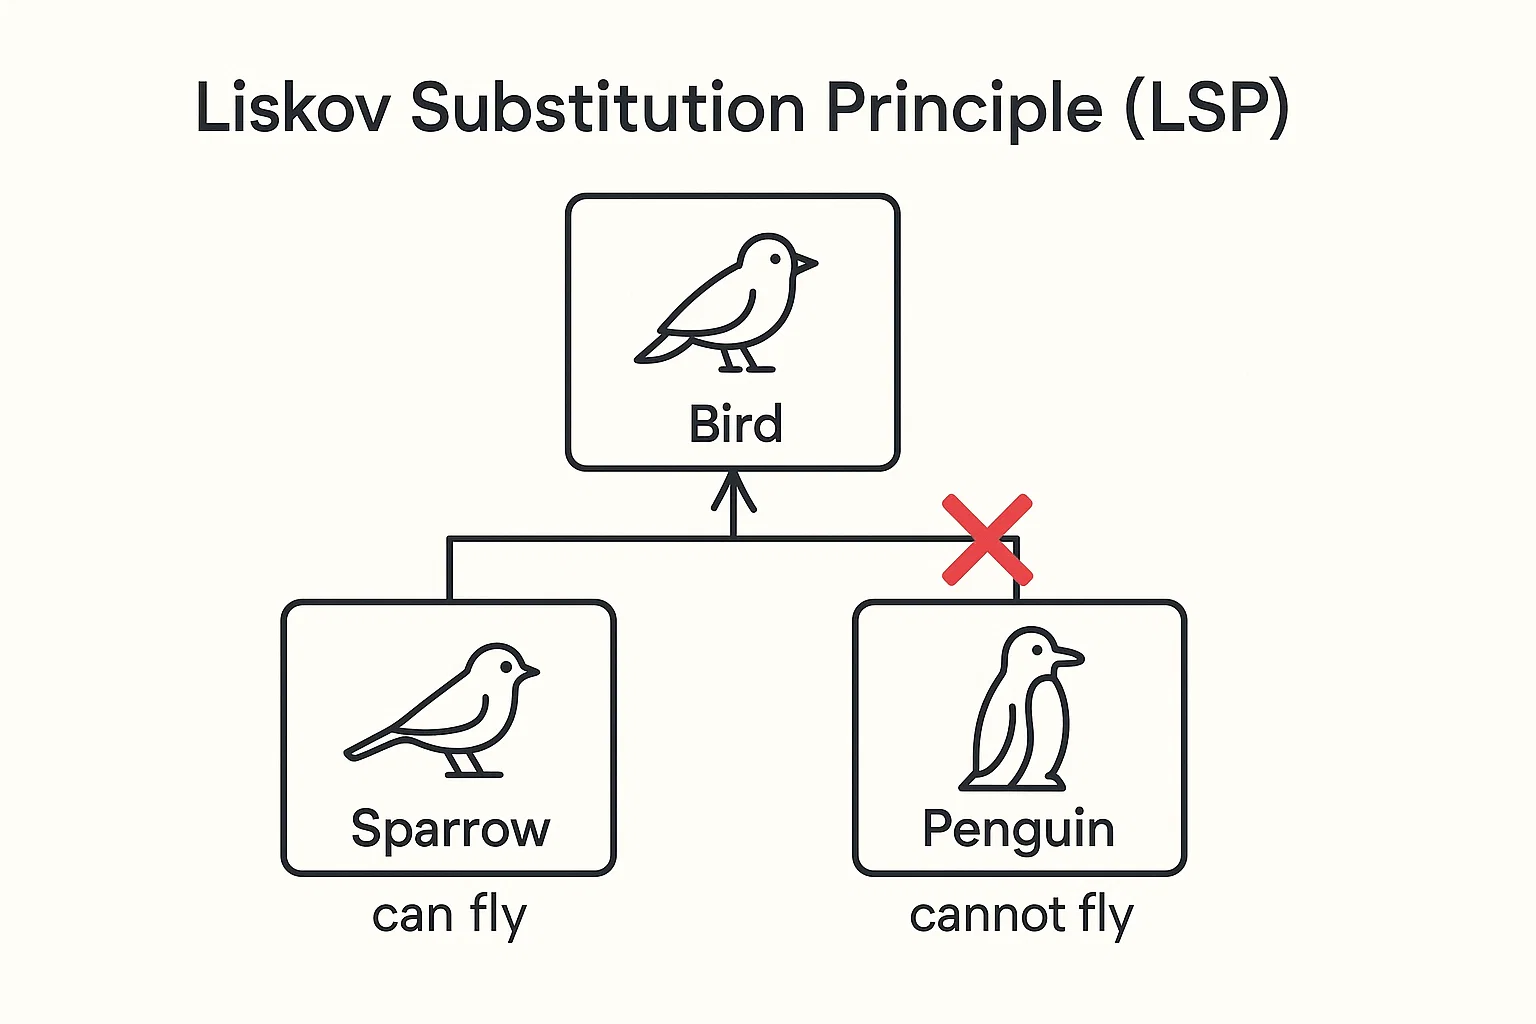 Liskov Substitution Principle (LSP)
Bird
Sparrow
Penguin
can fly
cannot fly